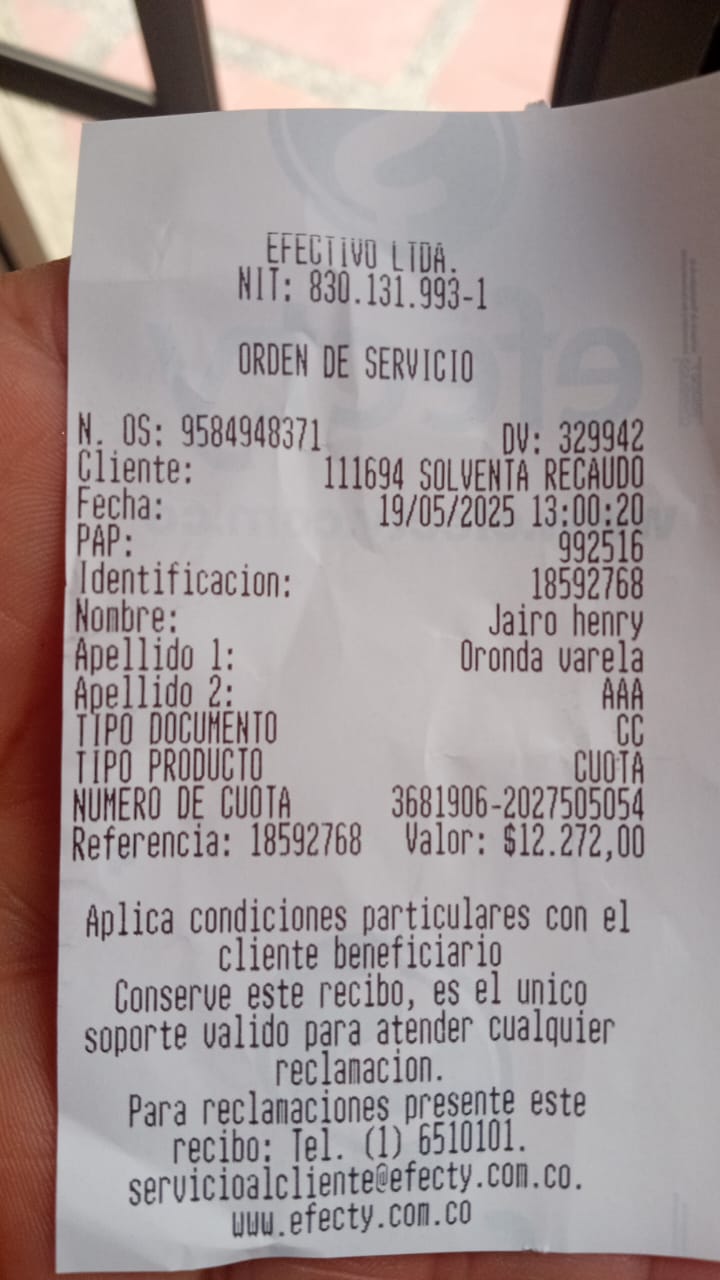 EFECTIVO LTDA.
NIT: 830.131.993-1
ORDEN DE SERVICIO
N. OS: 9584948371 DV: 329942
Cliente: 111694 SOLVENTA RECAUDO
Fecha: 19/05/2025 13:00:20
PAP: 992516
Identificacion: 18592768
Nombre: Jairo henry
Apellido 1: Oronda varela
Apellido 2: AAA
TIPO DOCUMENTO CC
TIPO PRODUCTO CUOTA
NUMERO DE CUOTA 3681906-2027505054
Referencia: 18592768 Valor: $12.272,00
Aplica condiciones particulares con el
cliente beneficiario
Conserve este recibo, es el unico
soporte valido para atender cualquier
reclamacion.
Para reclamaciones presente este
recibo: Tel. (1) 6510101.
servicioalcliente@efecty.com.co.
www.efecty.com.co